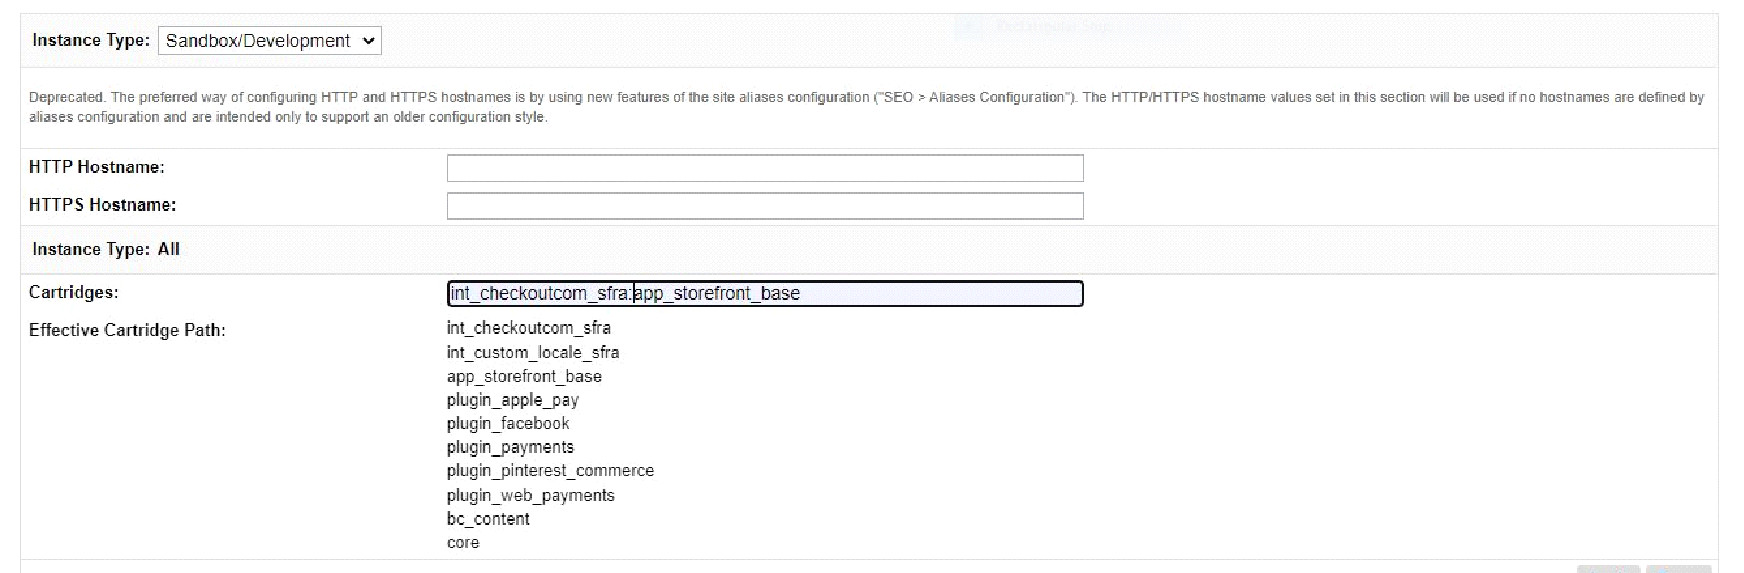 Instance Type: Sandbox/Development
Deprecated. The preferred way of configuring HTTP and HTTPS hostnames is by using new features of the site aliases configuration ("SEO > Aliases Configuration"). The HTTP/HTTPS hostname values set in this section will be used if no hostnames are defined by
aliases configuration and are intended only to support an older configuration style.
HTTP Hostname:
HTTPS Hostname:
Instance Type: All
Cartridges: int_checkoutcom_sfra:app_storefront_base
Effective Cartridge Path: int_checkoutcom_sfra
int_custom_locale_sfra
app_storefront_base
plugin_apple_pay
plugin_facebook
plugin_payments
plugin_pinterest_commerce
plugin_web_payments
bc_content
core